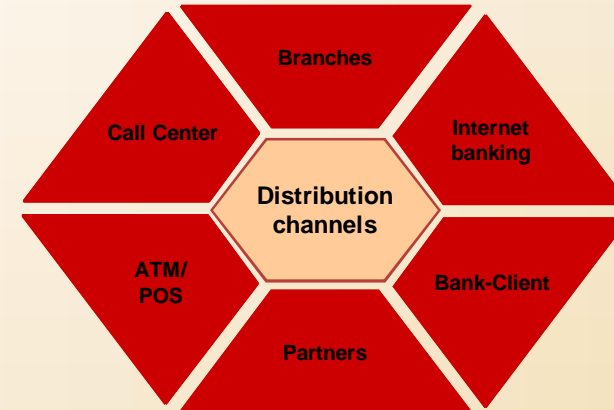 Branches
Call Center
Internet
banking
Distribution
channels
ATM/
POS
Bank-Client
Partners